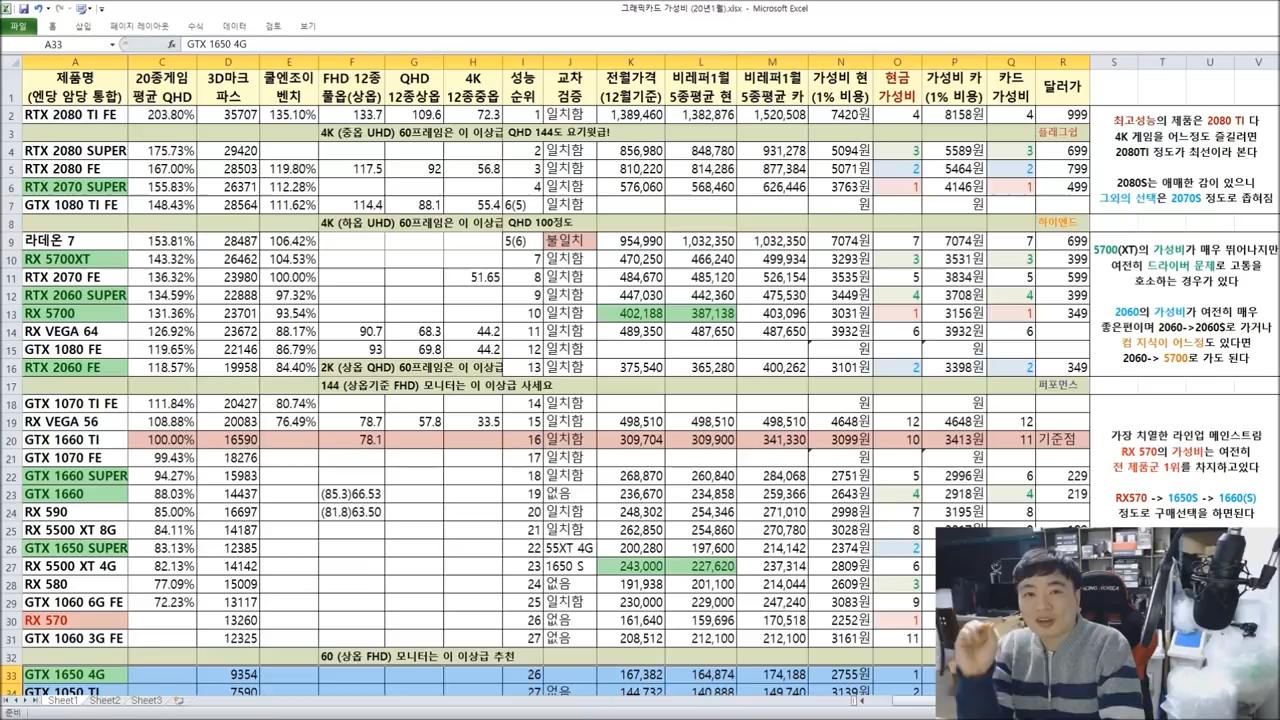 그래픽카드 가성비 (20년1월).xlsx - Microsoft Excel
파일 홈 삽입 페이지 레이아웃 수식 데이터 검토 보기
A33 fx GTX 1650 4G
A C D E F G H I J K L M N O P Q R S T U V
제품명 20종게임 3D마크 쿨엔조이 FHD 12종 QHD 4K 성능 교차 전월가격 비레퍼1월 비레퍼1월 가성비 현 현금 가성비 카 카드 달러가
1 (엔당 암당 통합) 평균 QHD 파스 벤치 풀옵(상옵) 12종상옵 12종중옵 순위 검증 (12월기준) 5종평균 현 5종평균 카 (1% 비용) 가성비 (1% 비용) 가성비
2 RTX 2080 TI FE 203.80% 35707 135.10% 133.7 109.6 72.3 1 일치함 1,389,460 1,382,876 1,520,508 7420원 4 8158원 4 999
3 4K (중옵 UHD) 60프레임은 이 이상급 QHD 144도 요기윗급! 플래그쉽
4 RTX 2080 SUPER 175.73% 29420 2 일치함 856,980 848,780 931,278 5094원 3 5589원 3 699
5 RTX 2080 FE 167.00% 28503 119.80% 117.5 92 56.8 3 일치함 810,220 814,286 877,384 5071원 2 5464원 2 799
6 RTX 2070 SUPER 155.83% 26371 112.28% 4 일치함 576,060 568,460 626,446 3763원 1 4146원 1 499
7 GTX 1080 TI FE 148.43% 28564 111.62% 114.4 88.1 55.4 6(5) 일치함
8 4K (하옵 UHD) 60프레임은 이 이상급 QHD 100정도 하이엔드
9 라데온 7 153.81% 28487 106.42% 5(6) 불일치 954,990 1,032,350 1,032,350 7074원 7 7074원 7 699
10 RX 5700XT 143.32% 26462 104.53% 7 일치함 470,250 466,240 499,934 3293원 3 3531원 3 399
11 RTX 2070 FE 136.32% 23980 100.00% 51.65 8 일치함 484,670 485,120 526,154 3535원 5 3834원 5 599
12 RTX 2060 SUPER 134.59% 22888 97.32% 9 일치함 447,030 442,360 475,530 3449원 4 3708원 4 399
13 RX 5700 131.36% 23701 93.54% 10 일치함 402,188 387,138 403,096 3031원 1 3156원 1 349
14 RX VEGA 64 126.92% 23672 88.17% 90.7 68.3 44.2 11 일치함 514,330 487,650 487,650 3932원 6 3932원 6
15 GTX 1080 FE 119.65% 22146 86.79% 93 69.8 44.2 12 일치함 원 원
16 RTX 2060 FE 118.57% 19958 84.40% 2K (상옵 QHD) 60프레임은 이 이상급 13 일치함 375,540 365,280 400,262 3101원 2 3398원 2 349
17 144 (상옵기준 FHD) 모니터는 이 이상급 사세요 퍼포먼스
18 GTX 1070 TI FE 111.84% 20427 80.74% 14 일치함 원 원
19 RX VEGA 56 108.88% 20083 76.49% 78.7 57.8 33.5 15 일치함 498,510 498,510 498,510 4648원 12 4648원 12
20 GTX 1660 TI 100.00% 16590 78.1 16 일치함 309,704 309,900 341,330 3099원 10 3413원 11 기준점
21 GTX 1070 FE 99.43% 18276 17 일치함 원 원
22 GTX 1660 SUPER 94.27% 15983 18 일치함 268,870 260,840 284,068 2751원 5 2996원 6 229
23 GTX 1660 88.03% 14437 (85.3)66.53 19 없음 236,670 234,858 259,366 2643원 4 2918원 4 219
24 RX 590 85.00% 16697 (81.8)63.50 20 일치함 248,302 254,346 271,010 2998원 7 3195원 8
25 RX 5500 XT 8G 84.11% 14187 21 일치함 262,850 254,860 270,780 3028원 8
26 GTX 1650 SUPER 83.13% 12385 22 55XT 4G 200,280 197,600 214,142 2374원 2
27 RX 5500 XT 4G 82.13% 14142 23 1650 S 243,000 227,620 237,314 2809원 6
28 RX 580 77.09% 15009 24 없음 191,938 201,100 214,044 2609원 3
29 GTX 1060 6G FE 72.23% 13117 25 일치함 230,000 229,000 247,240 3083원 9
30 RX 570 13260 26 없음 161,640 159,696 170,518 2252원 1
31 GTX 1060 3G FE 12325 27 없음 208,512 212,100 212,100 3161원 11
32 60 (상옵 FHD) 모니터는 이 이상급 추천
33 GTX 1650 4G 9354 26 167,382 164,874 174,188 2755원 1
34 GTX 1050 TI 7590 27 없음 144,732 140,888 149,740 3139원 2
최고성능의 제품은 2080 TI 다
4K 게임을 어느정도 즐길려면
2080TI 정도가 최선이라 본다
2080S는 애매한 감이 있으니
그외의 선택은 2070S 정도로 좁혀짐
5700(XT)의 가성비가 매우 뛰어나지만
여전히 드라이버 문제로 고통을
호소하는 경우가 있다
2060의 가성비가 여전히 매우
좋은편이며 2060->2060S로 가거나
컴 지식이 어느정도 있다면
2060-> 5700로 가도 된다
가장 치열한 라인업 메인스트림
RX 570의 가성비는 여전히
전 제품군 1위를 차지하고있다
RX570 -> 1650S -> 1660(S)
정도로 구매선택을 하면된다
Sheet1 Sheet2 Sheet3
준비